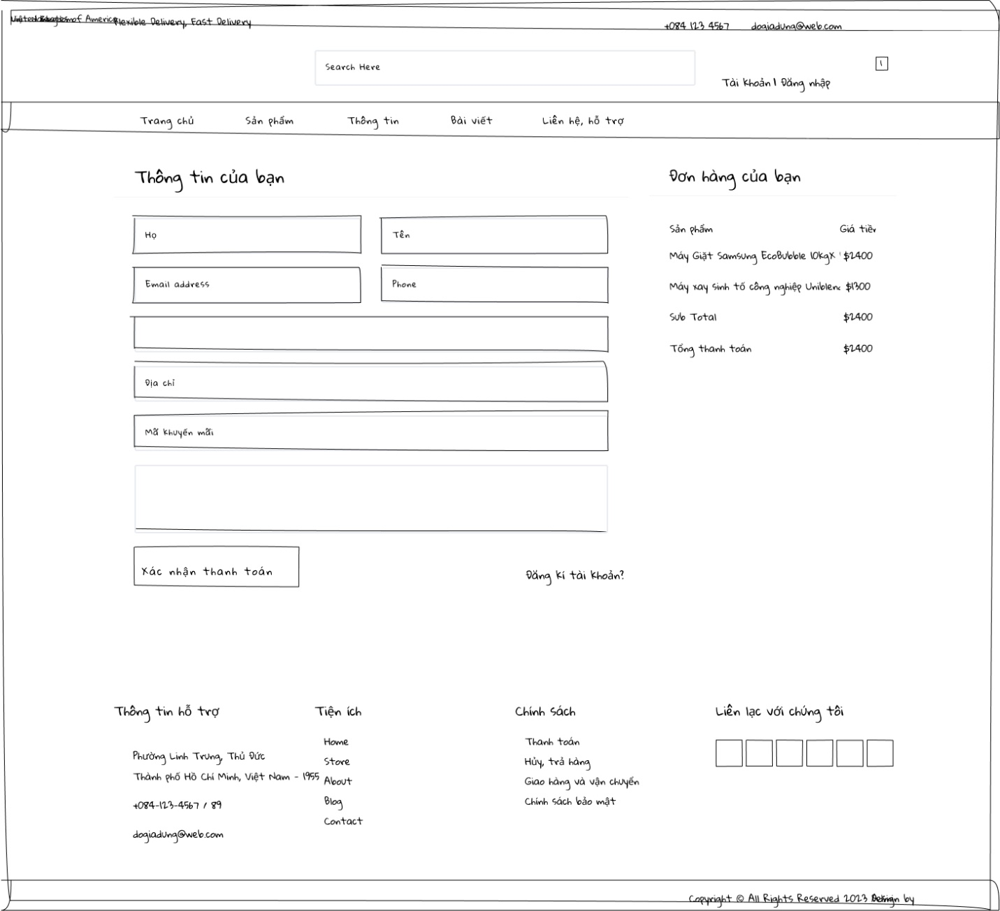 United States of America
Flexible Delivery, Fast Delivery
+084 123 4567
dogiadung@web.com
Search Here
1
Tài khoản | Đăng nhập
Trang chủ
Sản phẩm
Thông tin
Bài viết
Liên hệ, hỗ trợ
Thông tin của bạn
Họ
Tên
Email address
Phone
Địa chỉ
Mã khuyến mãi
Xác nhận thanh toán
Đăng kí tài khoản?
Đơn hàng của bạn
Sản phẩm Giá tiền
Máy Giặt Samsung EcoBubble 10kgX $2400
Máy xay sinh tố công nghiệp Uniblend $1300
Sub Total $2400
Tổng thanh toán $2400
Thông tin hỗ trợ
Phường Linh Trung, Thủ Đức
Thành phố Hồ Chí Minh, Việt Nam - 1955
+084-123-4567 / 89
dogiadung@web.com
Tiện ích
Home
Store
About
Blog
Contact
Chính sách
Thanh toán
Hủy, trả hàng
Giao hàng và vận chuyển
Chính sách bảo mật
Liên lạc với chúng tôi
Copyright © All Rights Reserved 2023 Design by